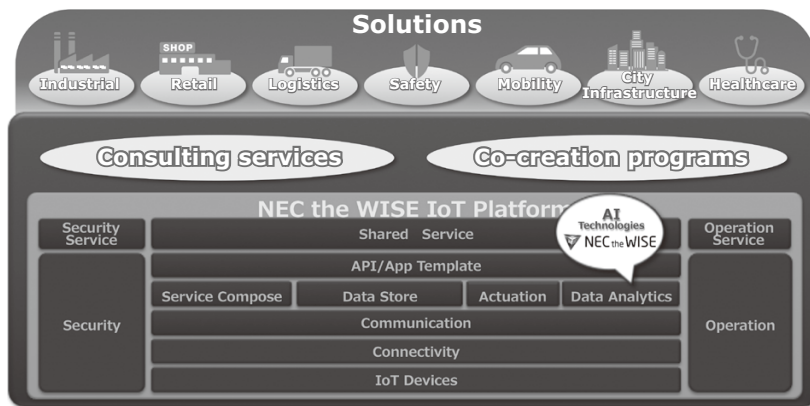 Solutions
SHOP
Industrial
Retail
Logistics
Safety
Mobility
City
Infrastructure
Healthcare
Consulting services
Co-creation programs
NEC the WISE IoT Platform
AI
Technologies
NEC the WISE
Security
Service
Shared Service
Operation
Service
API/App Template
Service Compose
Data Store
Actuation
Data Analytics
Security
Communication
Operation
Connectivity
IoT Devices